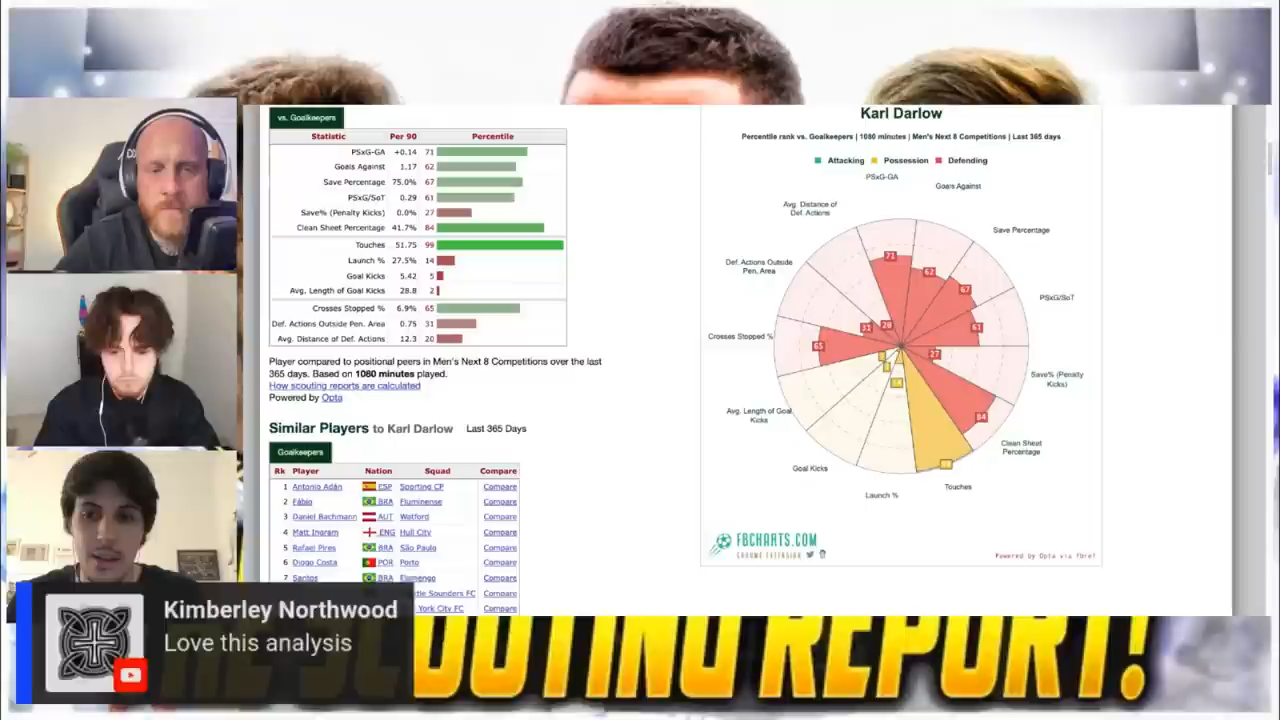 vs. Goalkeepers
Statistic Per 90 Percentile
PSxG-GA +0.14 71
Goals Against 1.17 62
Save Percentage 75.0% 67
PSxG/SoT 0.29 61
Save% (Penalty Kicks) 0.0% 27
Clean Sheet Percentage 41.7% 84
Touches 51.75 99
Launch % 27.5% 14
Goal Kicks 5.42 5
Avg. Length of Goal Kicks 28.8 2
Crosses Stopped % 6.9% 65
Def. Actions Outside Pen. Area 0.75 31
Avg. Distance of Def. Actions 12.3 20
Player compared to positional peers in Men's Next 8 Competitions over the last
365 days. Based on 1080 minutes played.
How scouting reports are calculated
Powered by Opta
Similar Players to Karl Darlow Last 365 Days
Goalkeepers
Rk Player Nation Squad Compare
1 Antonio Adán ESP Sporting CP Compare
2 Fábio BRA Fluminense Compare
3 Daniel Bachmann AUT Watford Compare
4 Matt Ingram ENG Hull City Compare
5 Rafael Pires BRA São Paulo Compare
6 Diogo Costa POR Porto Compare
7 Santos BRA Flamengo Compare
tle Sounders FC Compare
York City FC Compare
Karl Darlow
Percentile rank vs. Goalkeepers | 1080 minutes | Men's Next 8 Competitions | Last 365 days
Attacking Possession Defending
PSxG-GA
Goals Against
Save Percentage
PSxG/SoT
Save% (Penalty
Kicks)
Clean Sheet
Percentage
Touches
Launch %
Goal Kicks
Avg. Length of Goal
Kicks
Crosses Stopped %
Def. Actions Outside
Pen. Area
Avg. Distance of
Def. Actions
71
62
67
61
27
84
65
31
20
FBCHARTS.COM
CHROME EXTENSION
Powered by Opta via fbref
Kimberley Northwood
Love this analysis
SCOUTING REPORT!